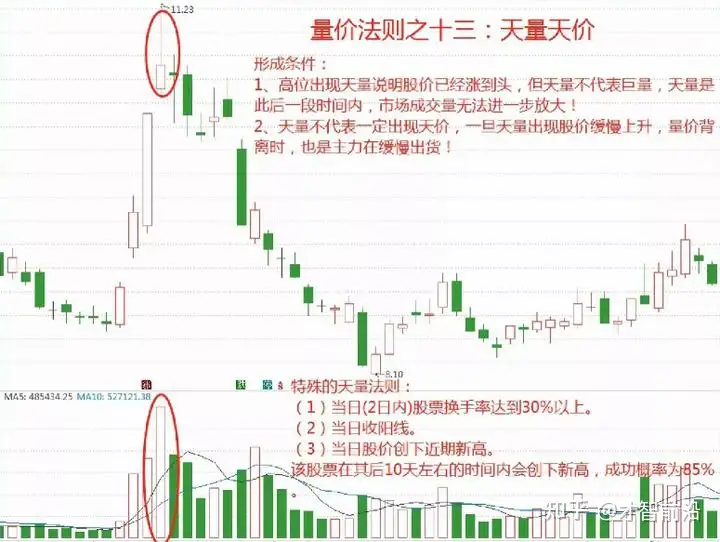 11.23
量价法则之十三：天量天价
形成条件：
1、高位出现天量说明股价已经涨到头，但天量不代表巨量，天量是
此后一段时间内，市场成交量无法进一步放大！
2、天量不代表一定出现天价，一旦天量出现股价缓慢上升，量价背
离时，也是主力在缓慢出货！
8.10
MA5: 485434.25 MA10: 527121.38
特殊的天量法则：
（1）当日(2日内)股票换手率达到30%以上。
（2）当日收阳线。
（3）当日股价创下近期新高。
该股票在其后10天左右的时间内会创下新高，成功概率为85%
。
知乎 @才智前沿